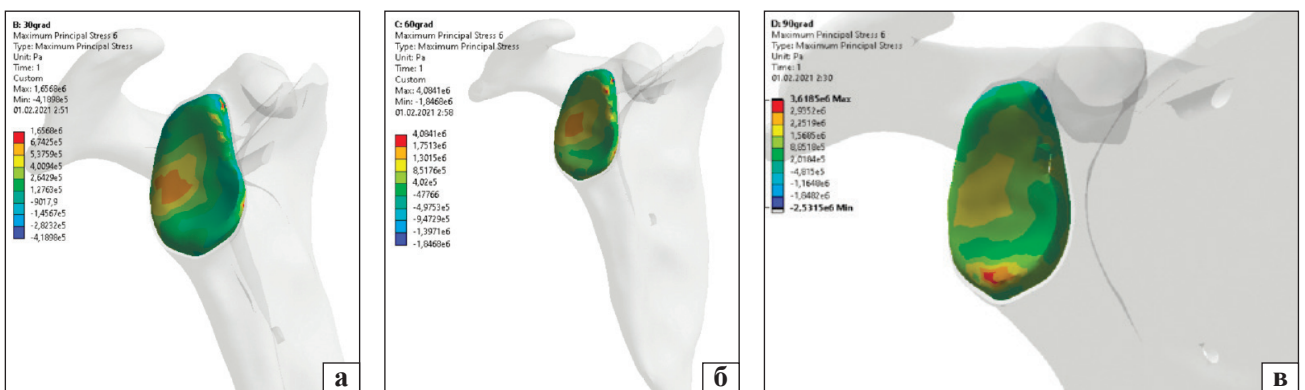 B: 30grad
Maximum Principal Stress 6
Type: Maximum Principal Stress
Unit: Pa
Time: 1
Custom
Max: 1,6568e6
Min: -4,1898e5
01.02.2021 2:51
1,6568e6
6,7425e5
5,3759e5
4,0094e5
2,6429e5
1,2763e5
-9017,9
-1,4567e5
-2,8232e5
-4,1898e5
а
C: 60grad
Maximum Principal Stress 6
Type: Maximum Principal Stress
Unit: Pa
Time: 1
Custom
Max: 4,0841e6
Min: -1,8468e6
01.02.2021 2:58
4,0841e6
1,7513e6
1,3015e6
8,5176e5
4,02e5
-47766
-4,9753e5
-9,4729e5
-1,3971e6
-1,8468e6
б
D: 90grad
Maximum Principal Stress 6
Type: Maximum Principal Stress
Unit: Pa
Time: 1
01.02.2021 2:30
3,6185e6 Max
2,9352e6
2,2519e6
1,5685e6
8,8518e5
2,0184e5
-4,815e5
-1,1648e6
-1,8482e6
-2,5315e6 Min
в